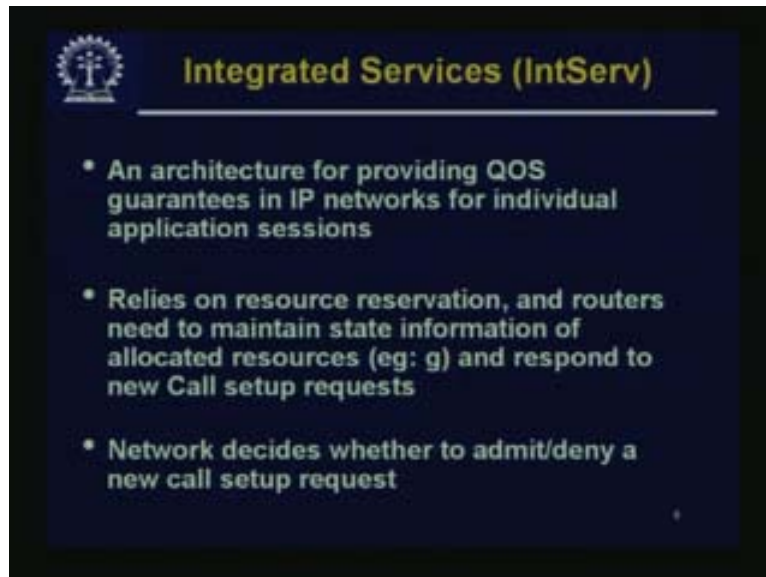 Integrated Services (IntServ)
• An architecture for providing QOS
guarantees in IP networks for individual
application sessions
• Relies on resource reservation, and routers
need to maintain state information of
allocated resources (eg: g) and respond to
new Call setup requests
• Network decides whether to admit/deny a
new call setup request